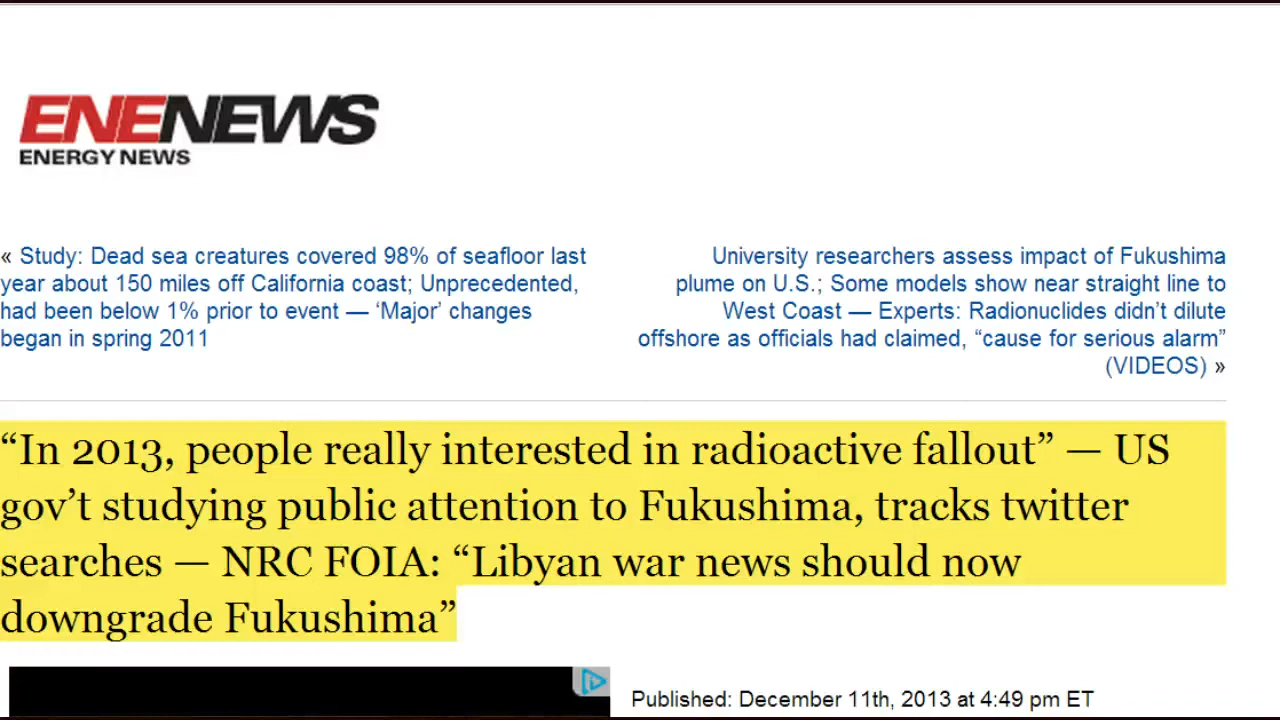 ENENEWS
ENERGY NEWS
« Study: Dead sea creatures covered 98% of seafloor last
year about 150 miles off California coast; Unprecedented,
had been below 1% prior to event — ‘Major’ changes
began in spring 2011
University researchers assess impact of Fukushima
plume on U.S.; Some models show near straight line to
West Coast — Experts: Radionuclides didn’t dilute
offshore as officials had claimed, “cause for serious alarm”
(VIDEOS) »
“In 2013, people really interested in radioactive fallout” — US
gov’t studying public attention to Fukushima, tracks twitter
searches — NRC FOIA: “Libyan war news should now
downgrade Fukushima”
Published: December 11th, 2013 at 4:49 pm ET